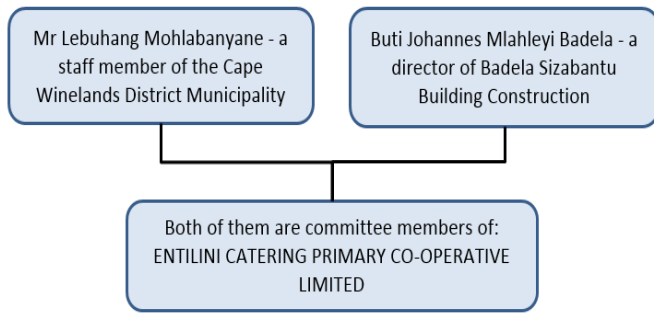 Mr Lebuhang Mohlabanyane - a
staff member of the Cape
Winelands District Municipality
Buti Johannes Mlahleyi Badela - a
director of Badela Sizabantu
Building Construction
Both of them are committee members of:
ENTILINI CATERING PRIMARY CO-OPERATIVE
LIMITED